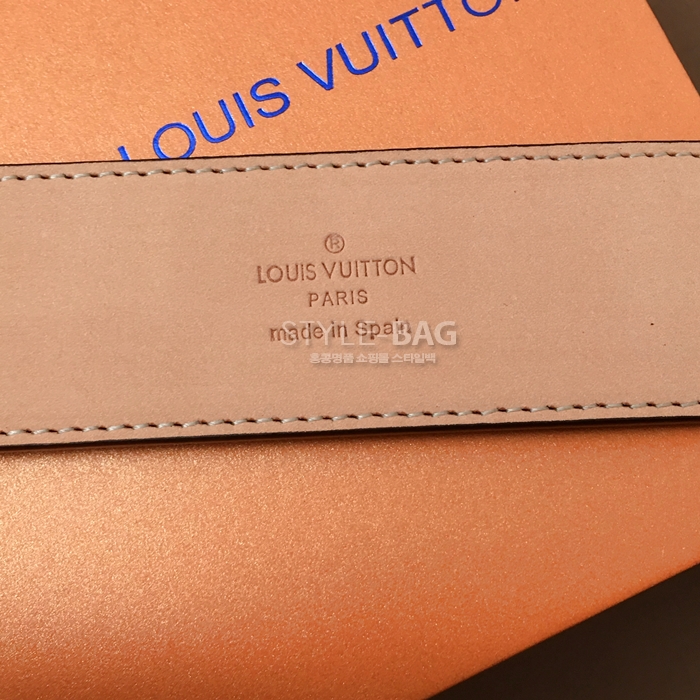 LOUIS VUITTON
®
LOUIS VUITTON
PARIS
made in Spain
STYLE-BAG
홍콩명품 쇼핑몰 스타일백